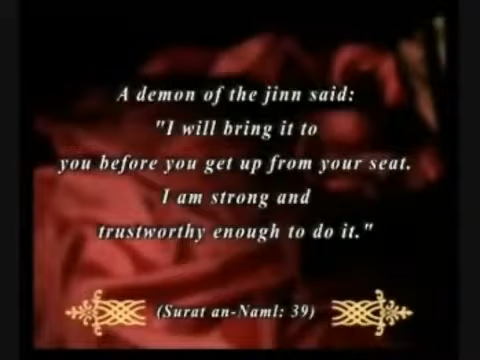 A demon of the jinn said:
"I will bring it to
you before you get up from your seat.
I am strong and
trustworthy enough to do it."
(Surat an-Naml: 39)